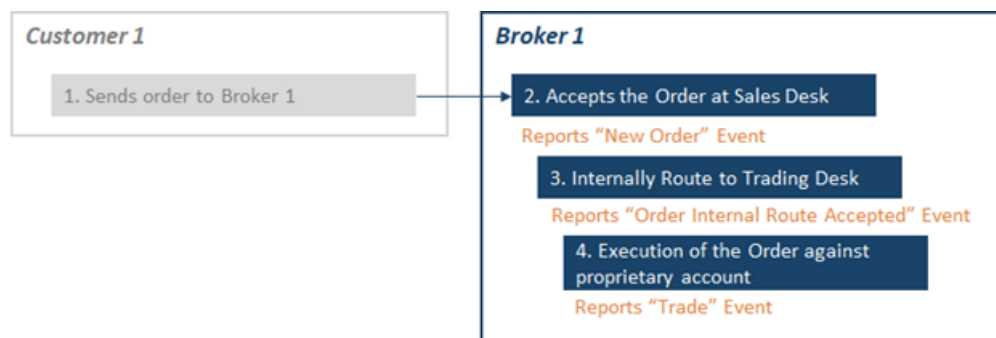 Customer 1
1. Sends order to Broker 1
Broker 1
2. Accepts the Order at Sales Desk
Reports “New Order” Event
3. Internally Route to Trading Desk
Reports “Order Internal Route Accepted” Event
4. Execution of the Order against
proprietary account
Reports “Trade” Event